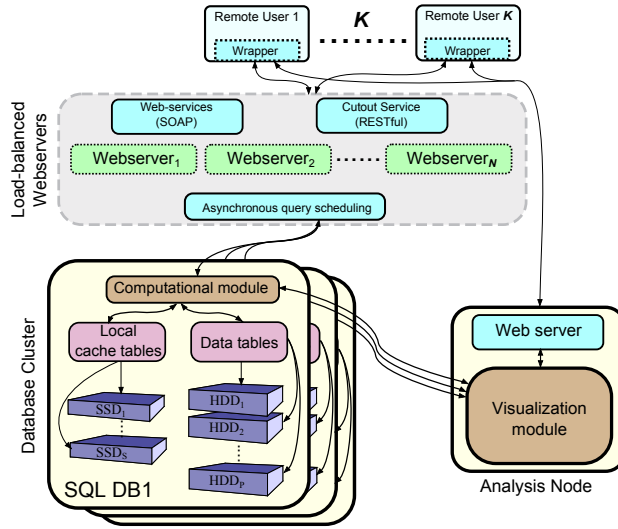 Remote User 1
Wrapper
K
Remote User K
Wrapper
Load-balanced
Webservers
Web-services
(SOAP)
Cutout Service
(RESTful)
Webserver1
Webserver2
WebserverN
Asynchronous query scheduling
Database Cluster
Computational module
Local
cache tables
Data tables
SSD1
SSDS
HDD1
HDD2
HDDP
SQL DB1
Web server
Visualization
module
Analysis Node